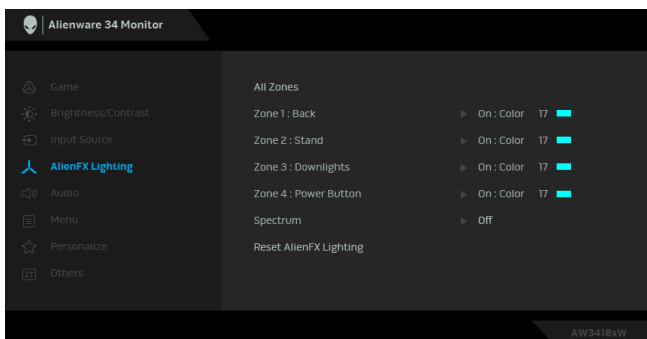 Alienware 34 Monitor
Game
Brightness/Contrast
Input Source
AlienFX Lighting
Audio
Menu
Personalize
Others
All Zones
Zone 1 : Back On : Color 17
Zone 2 : Stand On : Color 17
Zone 3 : Downlights On : Color 17
Zone 4 : Power Button On : Color 17
Spectrum Off
Reset AlienFX Lighting
AW3418xW